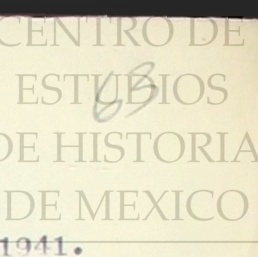 CENTRO DE
ESTUDIOS
63
DE HISTORIA
DE MEXICO
1941.